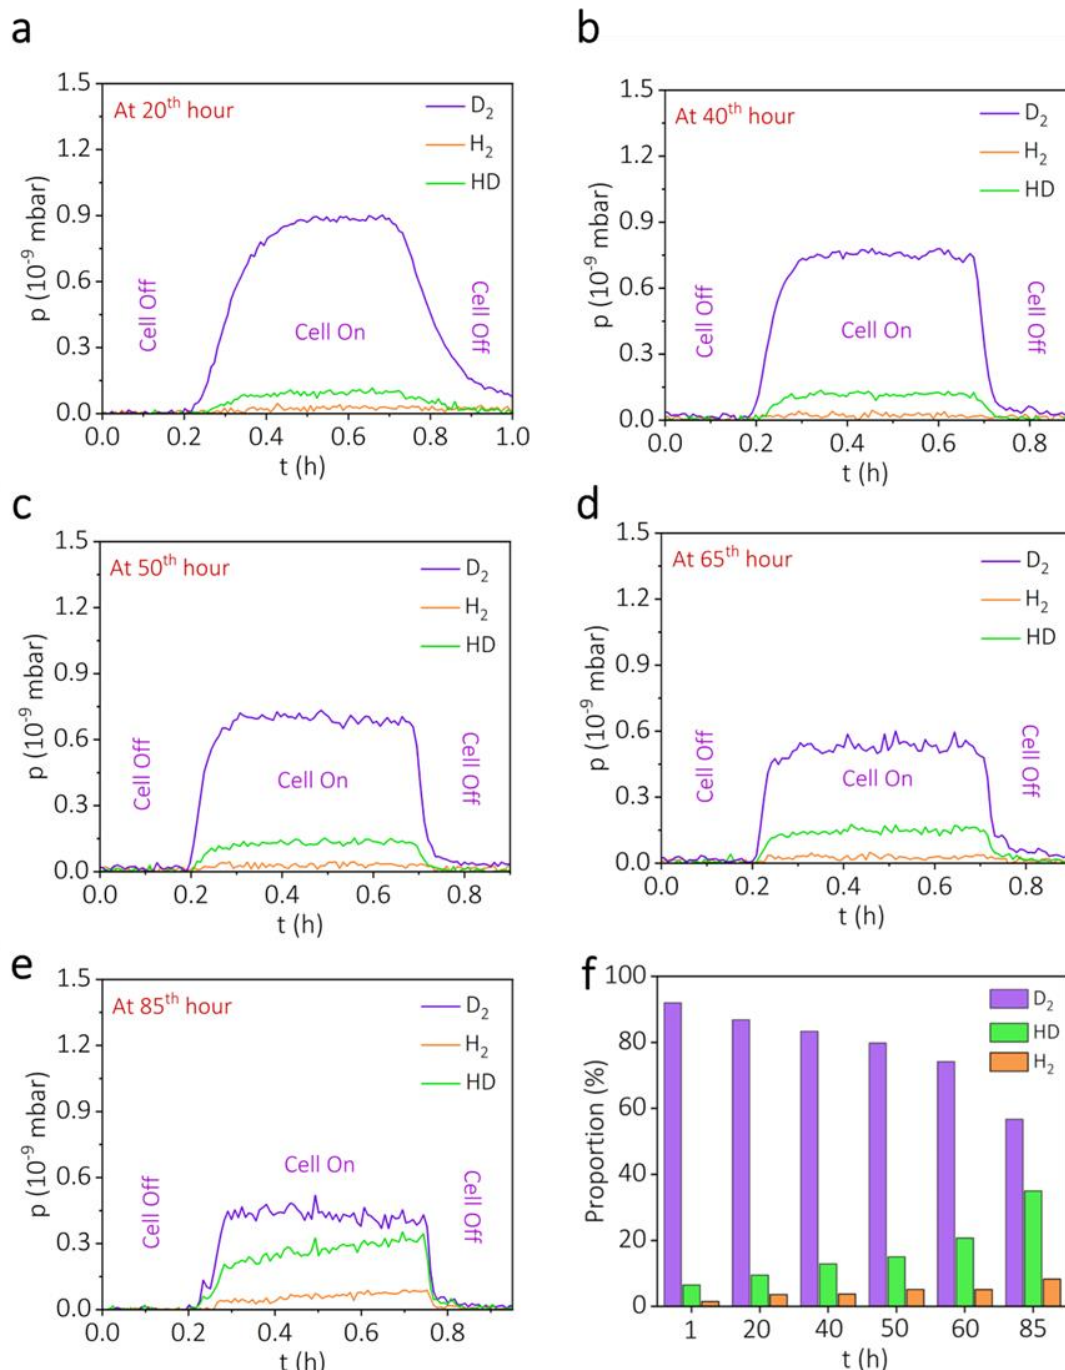 a
At 20th hour
D2
H2
HD
Cell Off
Cell On
Cell Off
p (10-9 mbar)
1.5
1.2
0.9
0.6
0.3
0.0
0.0 0.2 0.4 0.6 0.8 1.0
t (h)
b
At 40th hour
D2
H2
HD
Cell Off
Cell On
Cell Off
p (10-9 mbar)
1.5
1.2
0.9
0.6
0.3
0.0
0.0 0.2 0.4 0.6 0.8
t (h)
c
At 50th hour
D2
H2
HD
Cell Off
Cell On
Cell Off
p (10-9 mbar)
1.5
1.2
0.9
0.6
0.3
0.0
0.0 0.2 0.4 0.6 0.8
t (h)
d
At 65th hour
D2
H2
HD
Cell Off
Cell On
Cell Off
p (10-9 mbar)
1.5
1.2
0.9
0.6
0.3
0.0
0.0 0.2 0.4 0.6 0.8
t (h)
e
At 85th hour
D2
H2
HD
Cell Off
Cell On
Cell Off
p (10-9 mbar)
1.5
1.2
0.9
0.6
0.3
0.0
0.0 0.2 0.4 0.6 0.8
t (h)
f
D2
HD
H2
Proportion (%)
100
80
60
40
20
0
1 20 40 50 60 85
t (h)